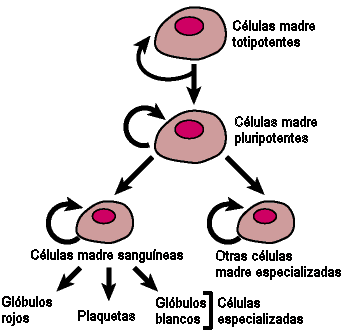 Células madre
totipotentes
Células madre
pluripotentes
Células madre sanguíneas
Otras células
madre especializadas
Glóbulos
rojos
Plaquetas
Glóbulos
blancos
Células
especializadas